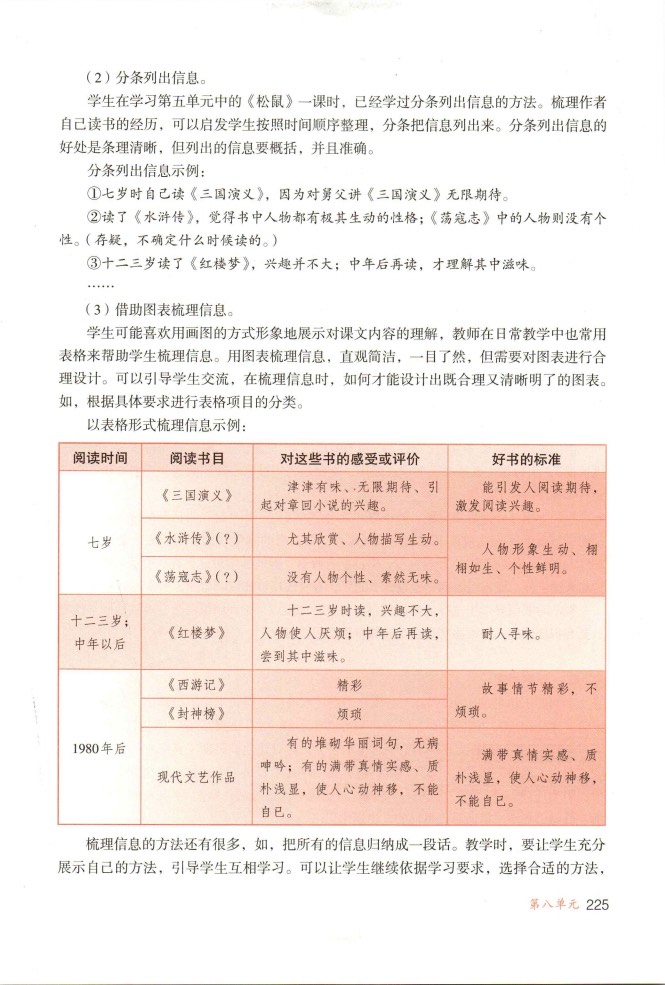 （2）分条列出信息。
学生在学习第五单元中的《松鼠》一课时，已经学过分条列出信息的方法。梳理作者
自己读书的经历，可以启发学生按照时间顺序整理，分条把信息列出来。分条列出信息的
好处是条理清晰，但列出的信息要概括，并且准确。
分条列出信息示例：
①七岁时自己读《三国演义》，因为对舅父讲《三国演义》无限期待。
②读了《水浒传》，觉得书中人物都有极其生动的性格；《荡寇志》中的人物则没有个
性。（存疑，不确定什么时候读的。）
③十二三岁读了《红楼梦》，兴趣并不大；中年后再读，才理解其中滋味。
……
（3）借助图表梳理信息。
学生可能喜欢用画图的方式形象地展示对课文内容的理解，教师在日常教学中也常用
表格来帮助学生梳理信息。用图表梳理信息，直观简洁，一目了然，但需要对图表进行合
理设计。可以引导学生交流，在梳理信息时，如何才能设计出既合理又清晰明了的图表。
如，根据具体要求进行表格项目的分类。
以表格形式梳理信息示例：
阅读时间 阅读书目 对这些书的感受或评价 好书的标准
七岁
《三国演义》
津津有味、无限期待、引
起对章回小说的兴趣。
能引发人阅读期待，
激发阅读兴趣。
《水浒传》（？）
尤其欣赏、人物描写生动。
人物形象生动、栩
栩如生、个性鲜明。
《荡寇志》（？）
没有人物个性、索然无味。
十二三岁；
中年以后
《红楼梦》
十二三岁时读，兴趣不大，
人物使人厌烦；中年后再读，
尝到其中滋味。
耐人寻味。
1980年后
《西游记》
精彩
故事情节精彩，不
烦琐。
《封神榜》
烦琐
现代文艺作品
有的堆砌华丽词句，无病
呻吟；有的满带真情实感、质
朴浅显，使人心动神移，不能
自已。
满带真情实感、质
朴浅显，使人心动神移，
不能自已。
梳理信息的方法还有很多，如，把所有的信息归纳成一段话。教学时，要让学生充分
展示自己的方法，引导学生互相学习。可以让学生继续依据学习要求，选择合适的方法，
第八单元 225